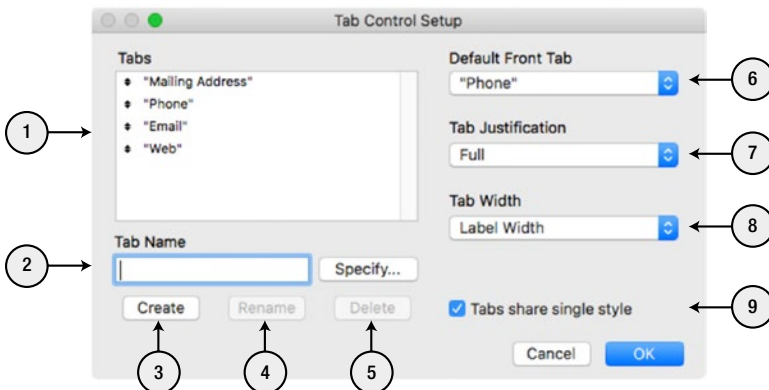 Tab Control Setup
Tabs
"Mailing Address"
"Phone"
"Email"
"Web"
Tab Name
Specify...
Create
Rename
Delete
Default Front Tab
"Phone"
Tab Justification
Full
Tab Width
Label Width
Tabs share single style
Cancel
OK
1
2
3
4
5
6
7
8
9